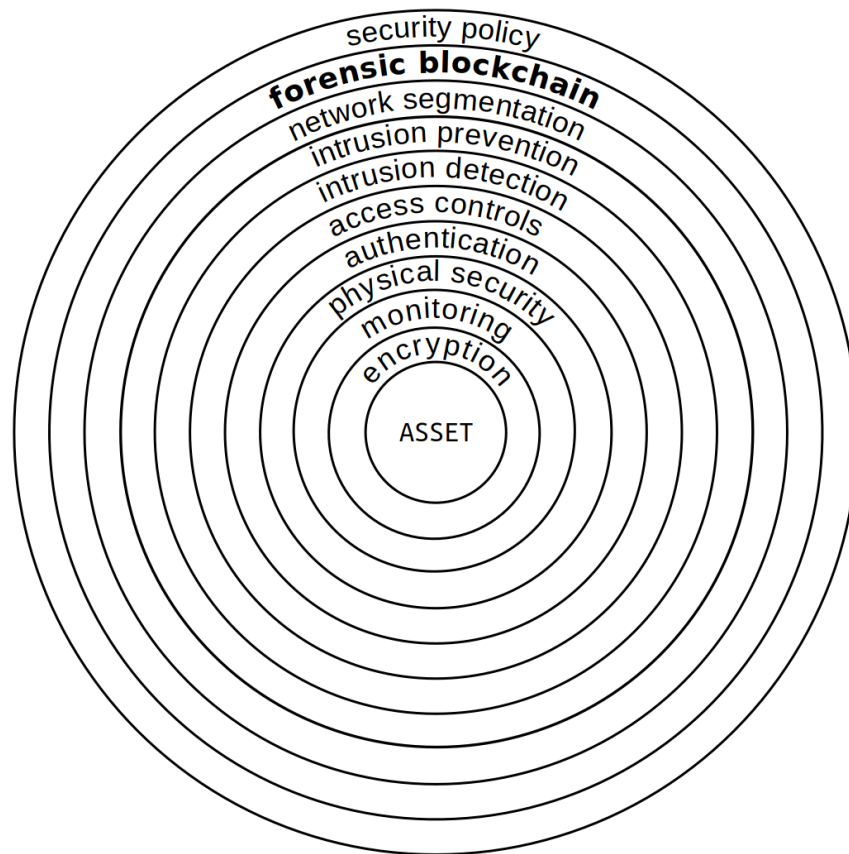 security policy
forensic blockchain
network segmentation
intrusion prevention
intrusion detection
access controls
authentication
physical security
monitoring
encryption
ASSET